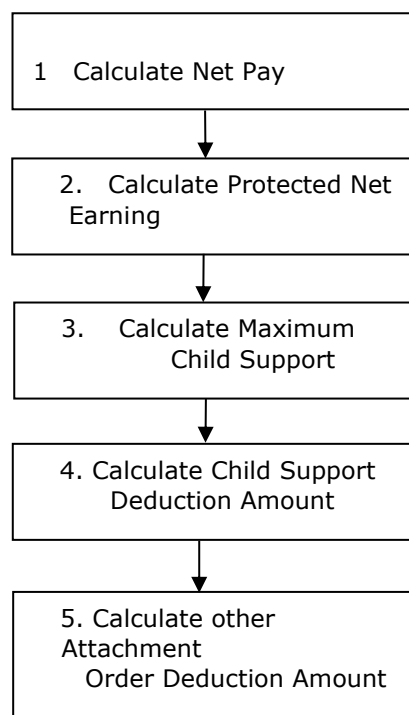 1 Calculate Net Pay
2. Calculate Protected Net
Earning
3. Calculate Maximum
Child Support
4. Calculate Child Support
Deduction Amount
5. Calculate other
Attachment
Order Deduction Amount